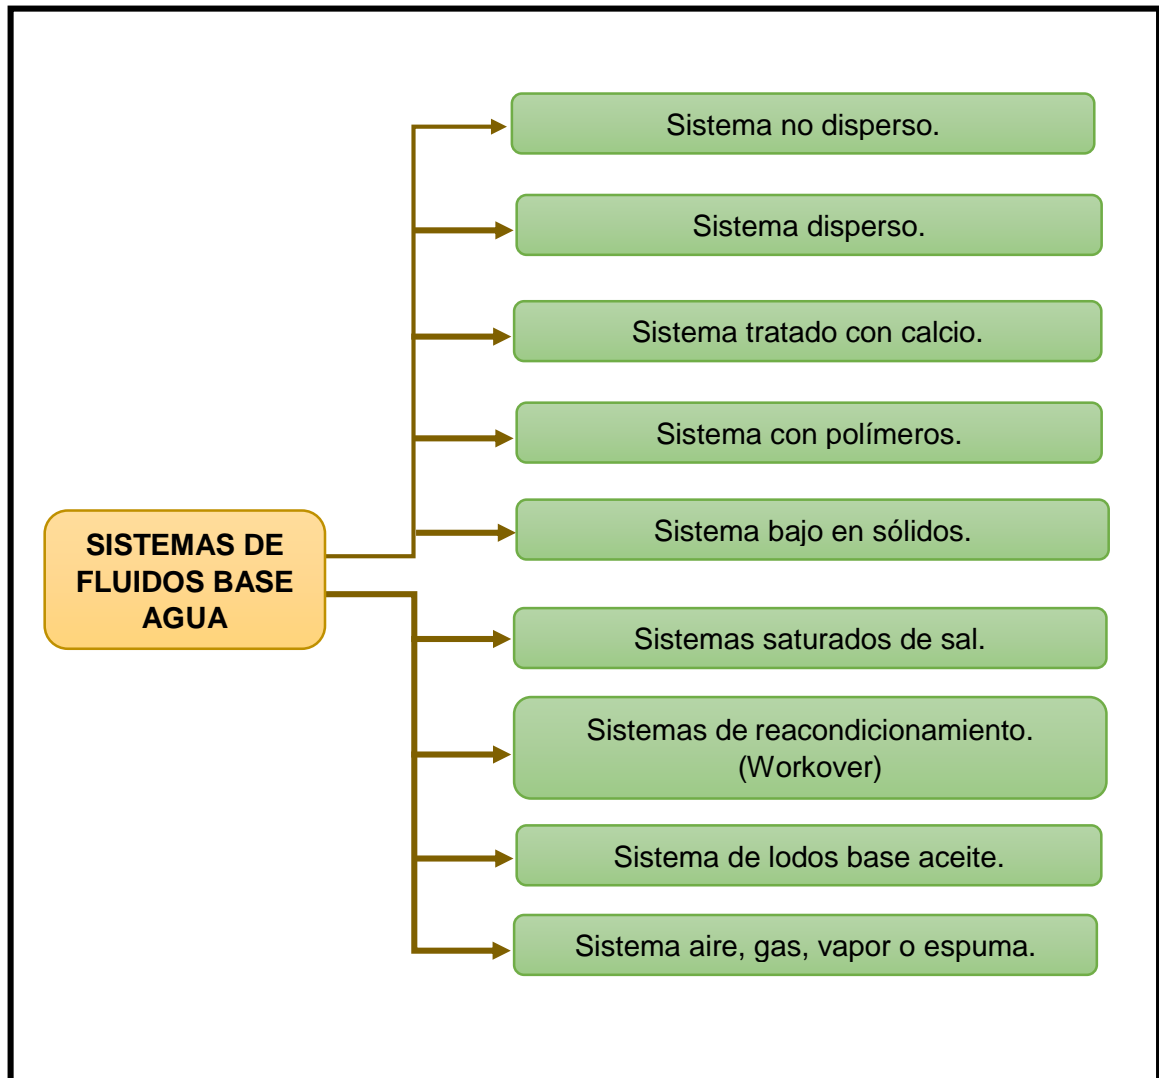 Sistema no disperso.
Sistema disperso.
Sistema tratado con calcio.
Sistema con polímeros.
Sistema bajo en sólidos.
SISTEMAS DE
FLUIDOS BASE
AGUA
Sistemas saturados de sal.
Sistemas de reacondicionamiento.
(Workover)
Sistema de lodos base aceite.
Sistema aire, gas, vapor o espuma.